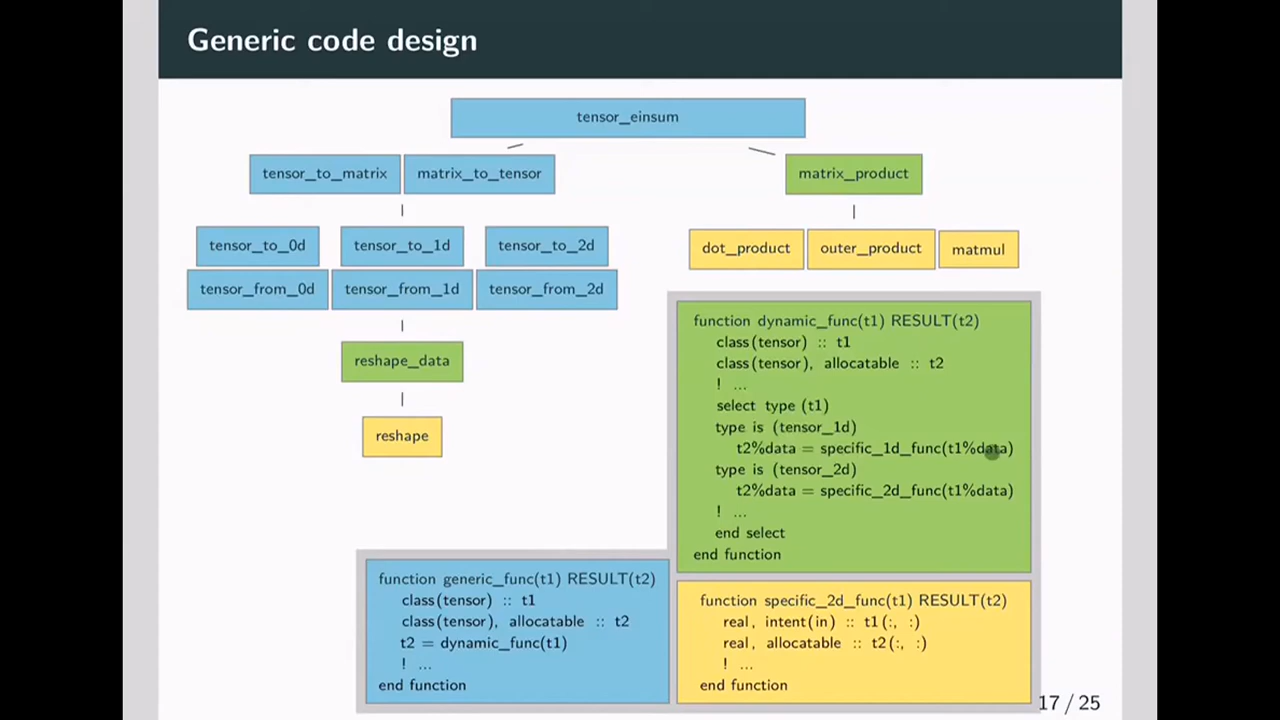 Generic code design
tensor_einsum
tensor_to_matrix matrix_to_tensor matrix_product
tensor_to_0d tensor_to_1d tensor_to_2d dot_product outer_product matmul
tensor_from_0d tensor_from_1d tensor_from_2d
reshape_data
reshape
function dynamic_func(t1) RESULT(t2)
class(tensor) :: t1
class(tensor), allocatable :: t2
! ...
select type (t1)
type is (tensor_1d)
t2%data = specific_1d_func(t1%data)
type is (tensor_2d)
t2%data = specific_2d_func(t1%data)
! ...
end select
end function
function generic_func(t1) RESULT(t2)
class(tensor) :: t1
class(tensor), allocatable :: t2
t2 = dynamic_func(t1)
! ...
end function
function specific_2d_func(t1) RESULT(t2)
real, intent(in) :: t1(:, :)
real, allocatable :: t2(:, :)
! ...
end function
17 / 25